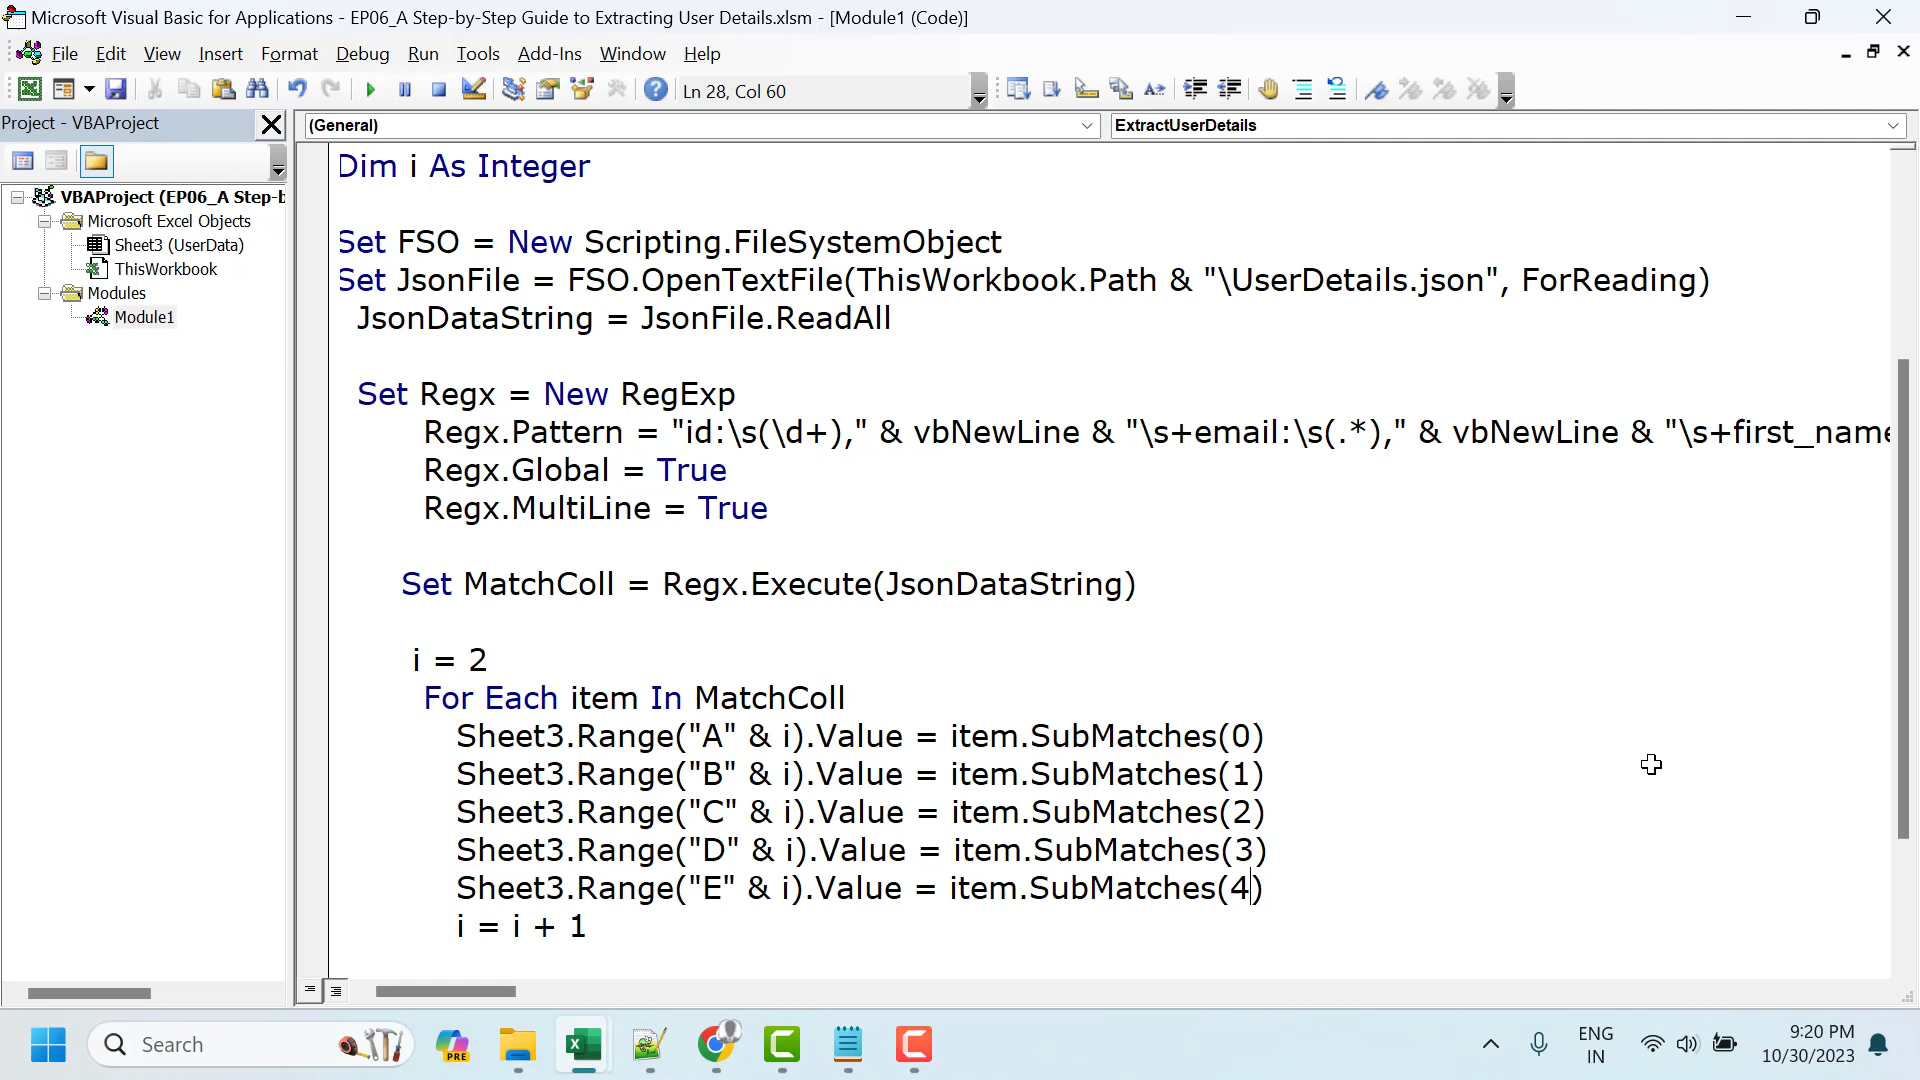 Microsoft Visual Basic for Applications - EP06_A Step-by-Step Guide to Extracting User Details.xlsm - [Module1 (Code)]
File Edit View Insert Format Debug Run Tools Add-Ins Window Help
Ln 28, Col 60
Project - VBAProject
(General)
ExtractUserDetails
VBAProject (EP06_A Step-b
Microsoft Excel Objects
Sheet3 (UserData)
ThisWorkbook
Modules
Module1
Dim i As Integer
Set FSO = New Scripting.FileSystemObject
Set JsonFile = FSO.OpenTextFile(ThisWorkbook.Path & "\UserDetails.json", ForReading)
JsonDataString = JsonFile.ReadAll
Set Regx = New RegExp
Regx.Pattern = "id:\s(\d+)," & vbNewLine & "\s+email:\s(.*)," & vbNewLine & "\s+first_name
Regx.Global = True
Regx.MultiLine = True
Set MatchColl = Regx.Execute(JsonDataString)
i = 2
For Each item In MatchColl
Sheet3.Range("A" & i).Value = item.SubMatches(0)
Sheet3.Range("B" & i).Value = item.SubMatches(1)
Sheet3.Range("C" & i).Value = item.SubMatches(2)
Sheet3.Range("D" & i).Value = item.SubMatches(3)
Sheet3.Range("E" & i).Value = item.SubMatches(4)
i = i + 1
Search
PRE
ENG
IN
9:20 PM
10/30/2023